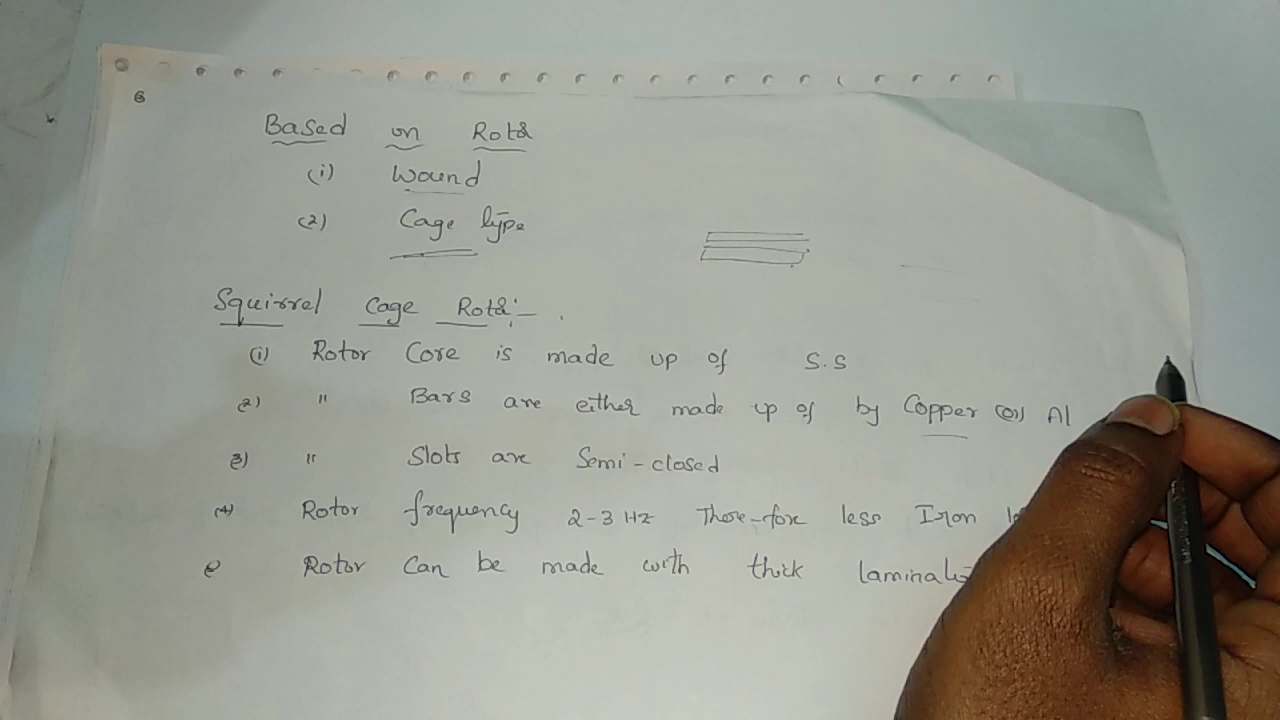 6
Based on Rotor
(i) Wound
(2) Cage type
Squirrel Cage Rotor:- .
(i) Rotor Core is made up of S.S
(2) " Bars are either made up of by Copper (or) Al
(3) " Slots are Semi-closed
(4) Rotor frequency 2-3 Hz There-fore less Iron
Rotor Can be made with thick